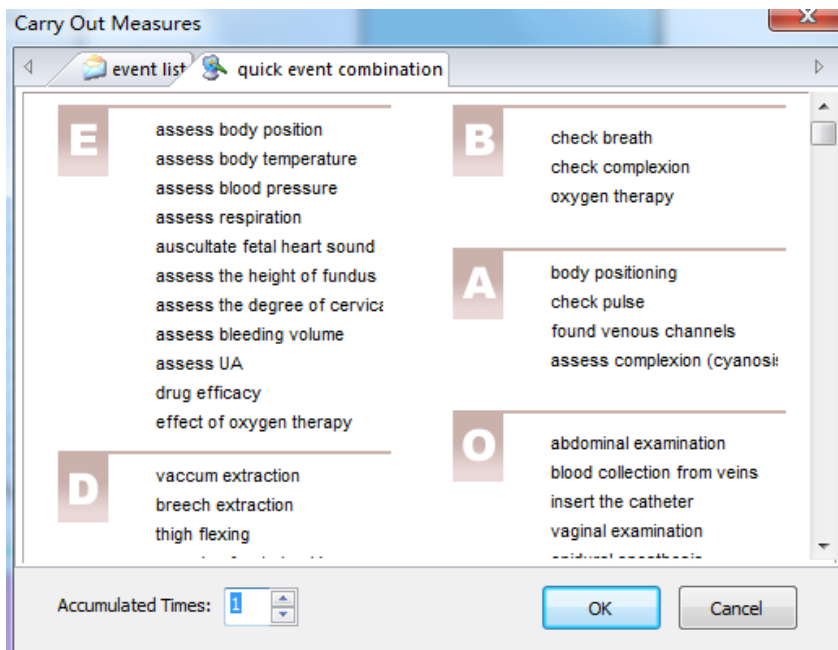 Carry Out Measures
event list
quick event combination
E
assess body position
assess body temperature
assess blood pressure
assess respiration
auscultate fetal heart sound
assess the height of fundus
assess the degree of cervica
assess bleeding volume
assess UA
drug efficacy
effect of oxygen therapy
D
vaccum extraction
breech extraction
thigh flexing
B
check breath
check complexion
oxygen therapy
A
body positioning
check pulse
found venous channels
assess complexion (cyanosis
O
abdominal examination
blood collection from veins
insert the catheter
vaginal examination
Accumulated Times: 1
OK
Cancel